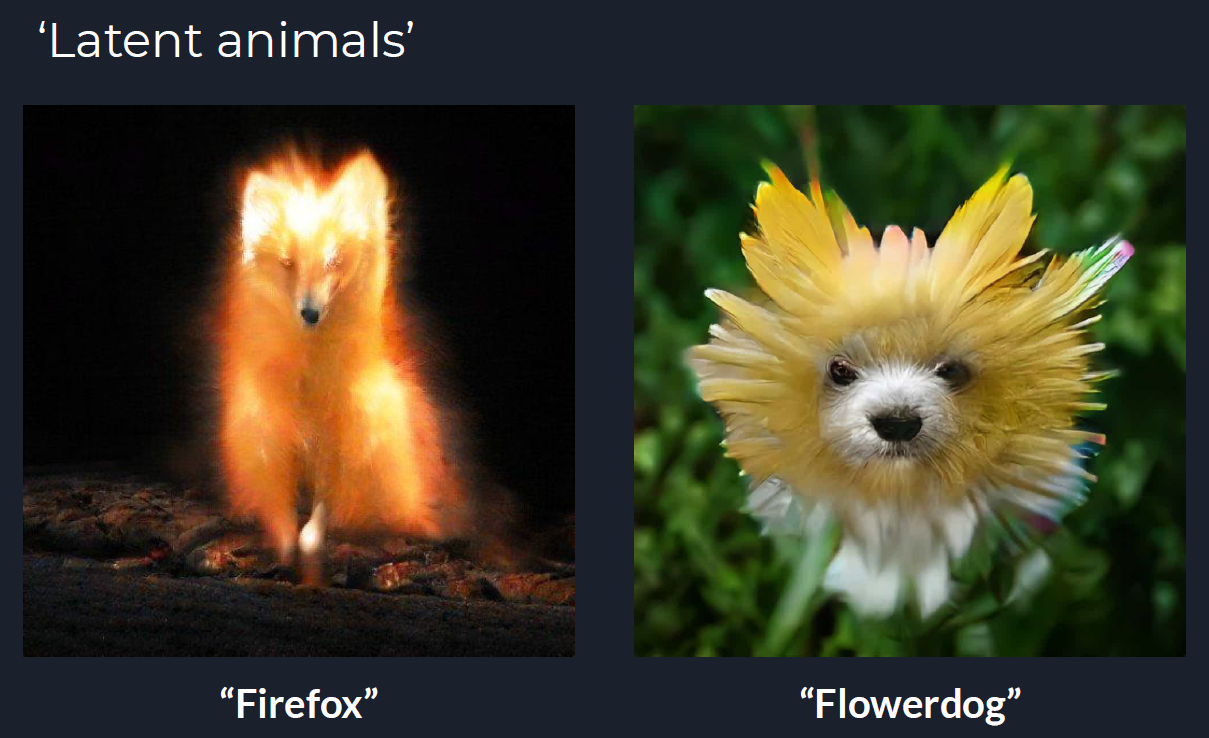 ‘Latent animals’
“Firefox”
“Flowerdog”